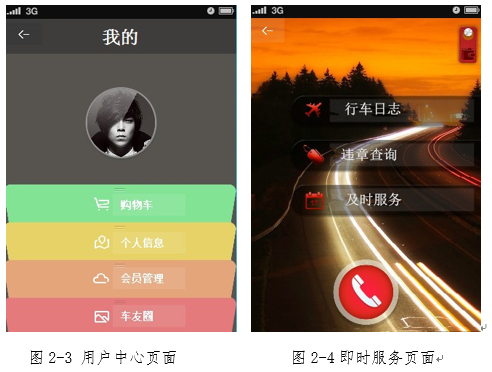 3G
我的
购物车
个人信息
会员管理
车友圈
图2-3 用户中心页面
3G
行车日志
违章查询
及时服务
图2-4即时服务页面